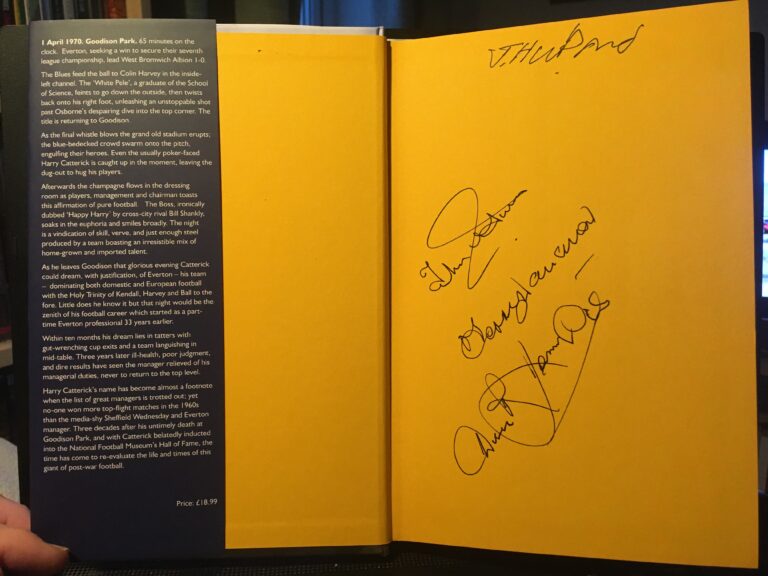 1 April 1970. Goodison Park. 65 minutes on the
clock. Everton, seeking a win to secure their seventh
league championship, lead West Bromwich Albion 1-0.
The Blues feed the ball to Colin Harvey in the inside-
left channel. The 'White Pele', a graduate of the School
of Science, feints to go down the outside, then twists
back onto his right foot, unleashing an unstoppable shot
past Osborne's despairing dive into the top corner. The
title is returning to Goodison.
As the final whistle blows the grand old stadium erupts;
the blue-bedecked crowd swarm onto the pitch,
engulfing their heroes. Even the usually poker-faced
Harry Catterick is caught up in the moment, leaving the
dug-out to hug his players.
Afterwards the champagne flows in the dressing
room as players, management and chairman toasts
this affirmation of pure football. The Boss, ironically
dubbed 'Happy Harry' by cross-city rival Bill Shankly,
soaks in the euphoria and smiles broadly. The night
is a vindication of skill, verve, and just enough steel
produced by a team boasting an irresistible mix of
home-grown and imported talent.
As he leaves Goodison that glorious evening Catterick
could dream, with justification, of Everton – his team
– dominating both domestic and European football
with the Holy Trinity of Kendall, Harvey and Ball to the
fore. Little does he know it but that night would be the
zenith of his football career which started as a part-
time Everton professional 33 years earlier.
Within ten months his dream lies in tatters with
gut-wrenching cup exits and a team languishing in
mid-table. Three years later ill-health, poor judgment,
and dire results have seen the manager relieved of his
managerial duties, never to return to the top level.
Harry Catterick's name has become almost a footnote
when the list of great managers is trotted out; yet
no-one won more top-flight matches in the 1960s
than the media-shy Sheffield Wednesday and Everton
manager. Three decades after his untimely death at
Goodison Park, and with Catterick belatedly inducted
into the National Football Museum's Hall of Fame, the
time has come to re-evaluate the life and times of this
giant of post-war football.
Price: £18.99